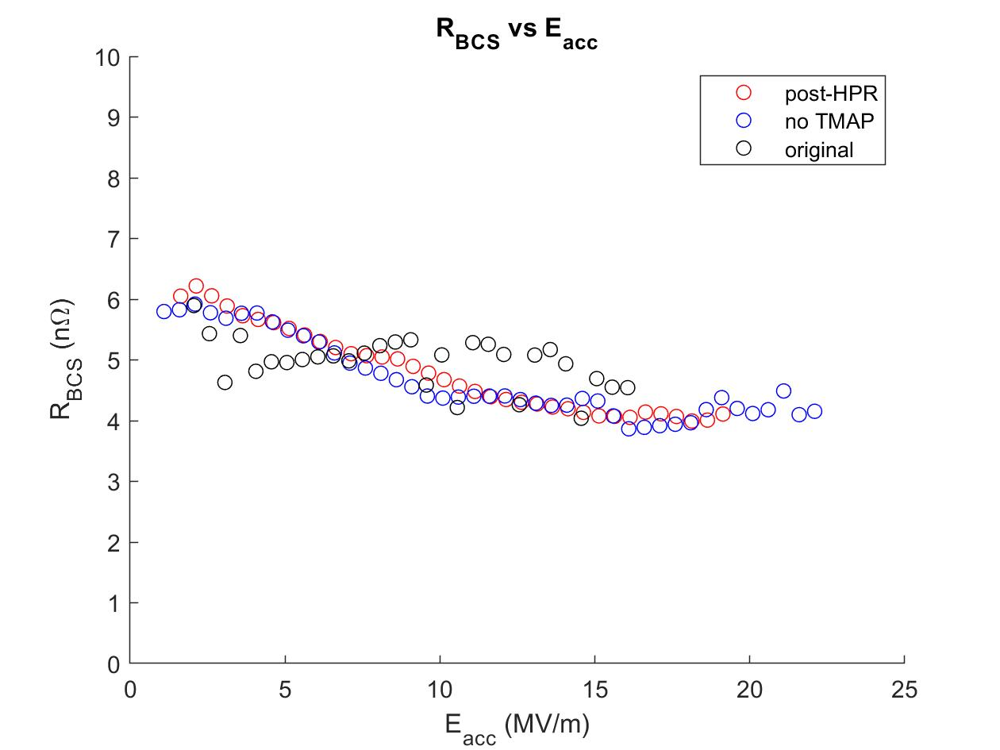 R_BCS vs E_acc
post-HPR
no TMAP
original
10
9
8
7
6
5
4
3
2
1
0
R_BCS (nΩ)
0 5 10 15 20 25
E_acc (MV/m)